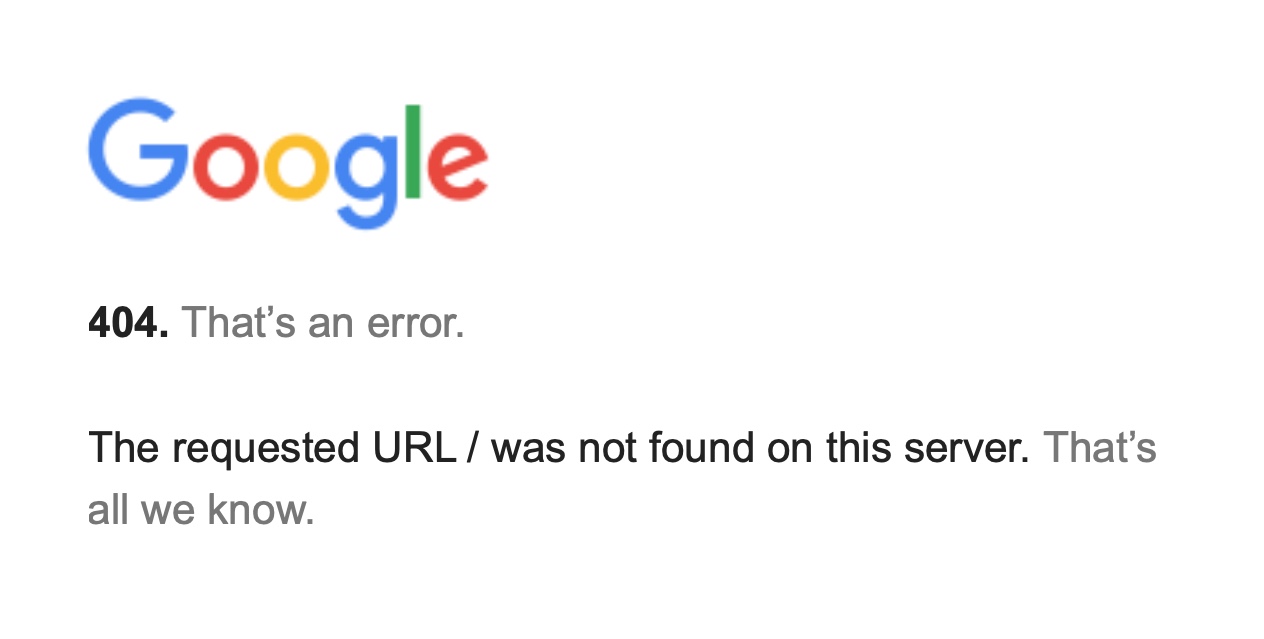 Google
404. That’s an error.
The requested URL / was not found on this server. That’s
all we know.